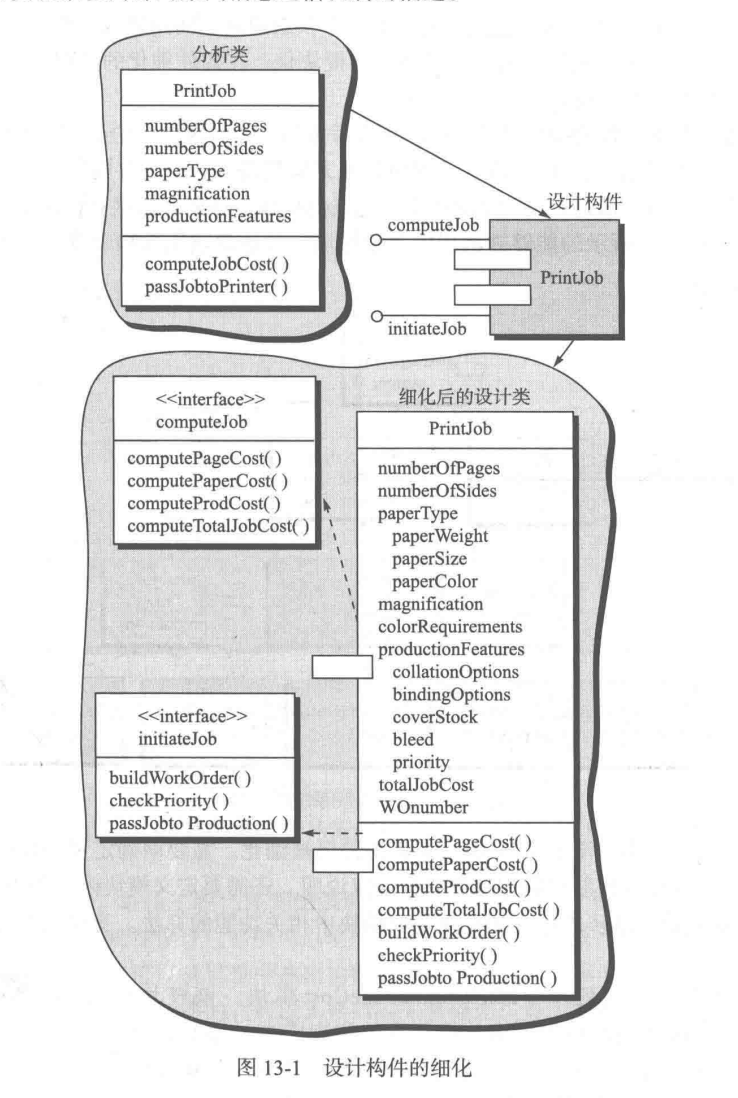 分析类
PrintJob
numberOfPages
numberOfSides
paperType
magnification
productionFeatures
computeJobCost( )
passJobtoPrinter( )
设计构件
computeJob
PrintJob
initiateJob
<<interface>>
computeJob
computePageCost( )
computePaperCost( )
computeProdCost( )
computeTotalJobCost( )
<<interface>>
initiateJob
buildWorkOrder( )
checkPriority( )
passJobto Production( )
细化后的设计类
PrintJob
numberOfPages
numberOfSides
paperType
paperWeight
paperSize
paperColor
magnification
colorRequirements
productionFeatures
collationOptions
bindingOptions
coverStock
bleed
priority
totalJobCost
WOnumber
computePageCost( )
computePaperCost( )
computeProdCost( )
computeTotalJobCost( )
buildWorkOrder( )
checkPriority( )
passJobto Production( )
图 13-1 设计构件的细化